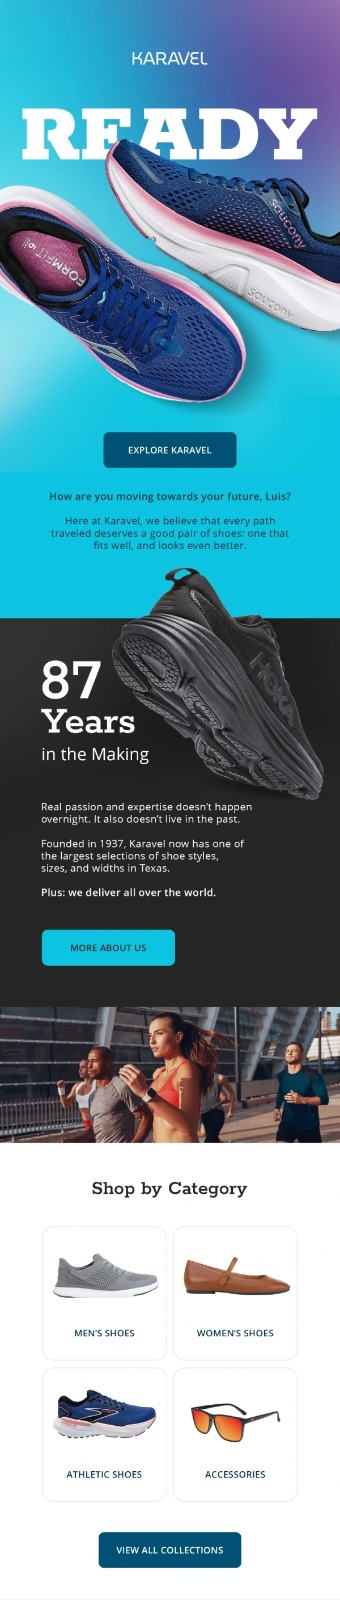 KARAVEL
READY
FORMFIT
saucony
saucony
EXPLORE KARAVEL
How are you moving towards your future, Luis?
Here at Karavel, we believe that every path
traveled deserves a good pair of shoes: one that
fits well, and looks even better.
HOKA
87
Years
in the Making
Real passion and expertise doesn’t happen
overnight. It also doesn’t live in the past.
Founded in 1937, Karavel now has one of
the largest selections of shoe styles,
sizes, and widths in Texas.
Plus: we deliver all over the world.
MORE ABOUT US
Shop by Category
MEN’S SHOES
WOMEN’S SHOES
ATHLETIC SHOES
ACCESSORIES
VIEW ALL COLLECTIONS